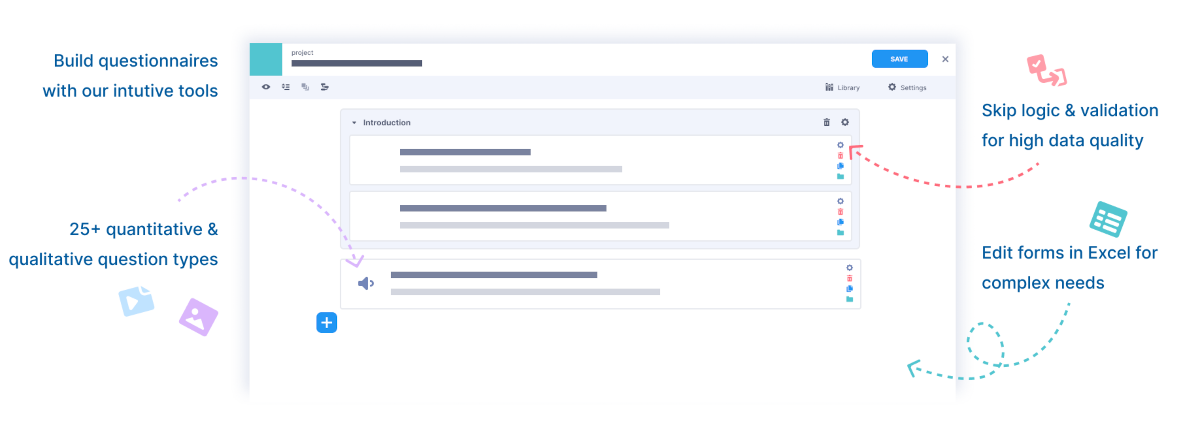 Build questionnaires
with our intutive tools
25+ quantitative &
qualitative question types
project
SAVE
Library
Settings
Introduction
Skip logic & validation
for high data quality
Edit forms in Excel for
complex needs